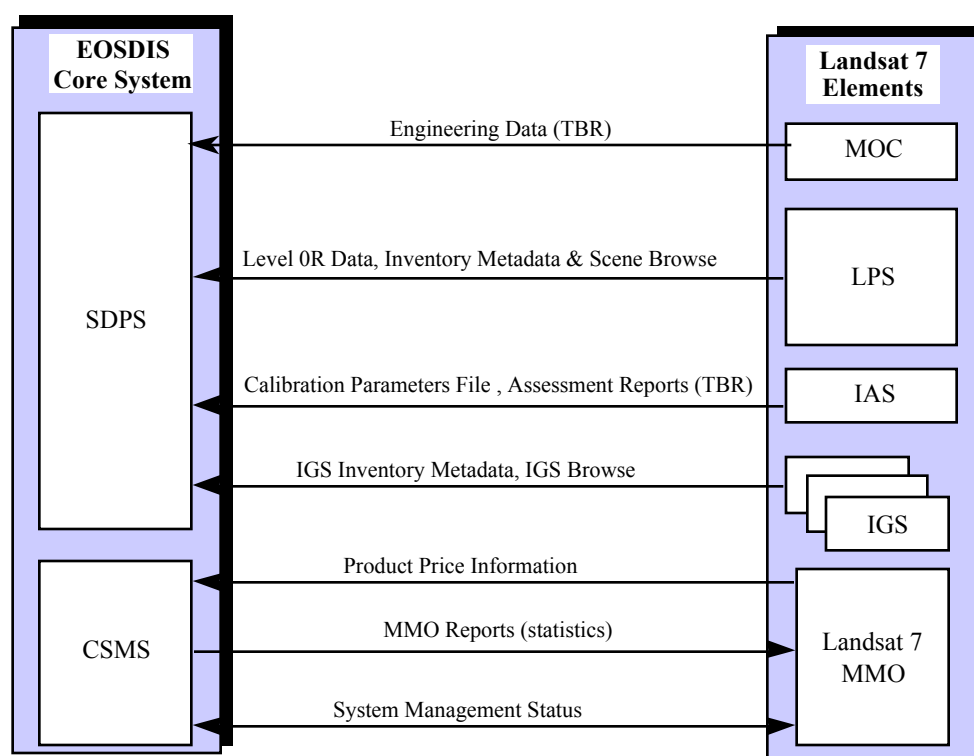 EOSDIS
Core System
Landsat 7
Elements
Engineering Data (TBR)
MOC
Level 0R Data, Inventory Metadata & Scene Browse
LPS
SDPS
Calibration Parameters File , Assessment Reports (TBR)
IAS
IGS Inventory Metadata, IGS Browse
IGS
Product Price Information
MMO Reports (statistics)
CSMS
Landsat 7
MMO
System Management Status